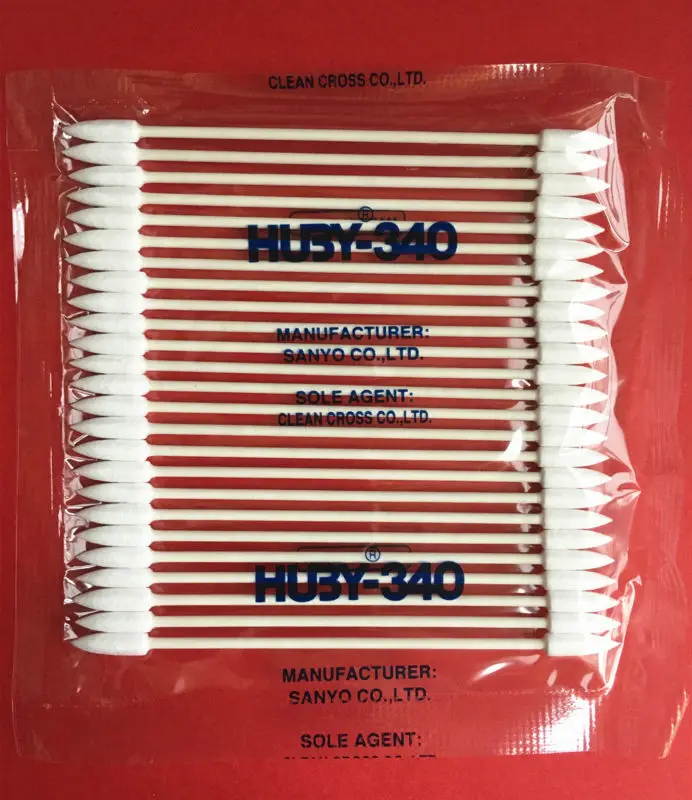 CLEAN CROSS CO.,LTD.
®
HUBY-340
MANUFACTURER:
SANYO CO.,LTD.
SOLE AGENT:
CLEAN CROSS CO.,LTD.
®
HUBY-340
MANUFACTURER:
SANYO CO.,LTD.
SOLE AGENT: